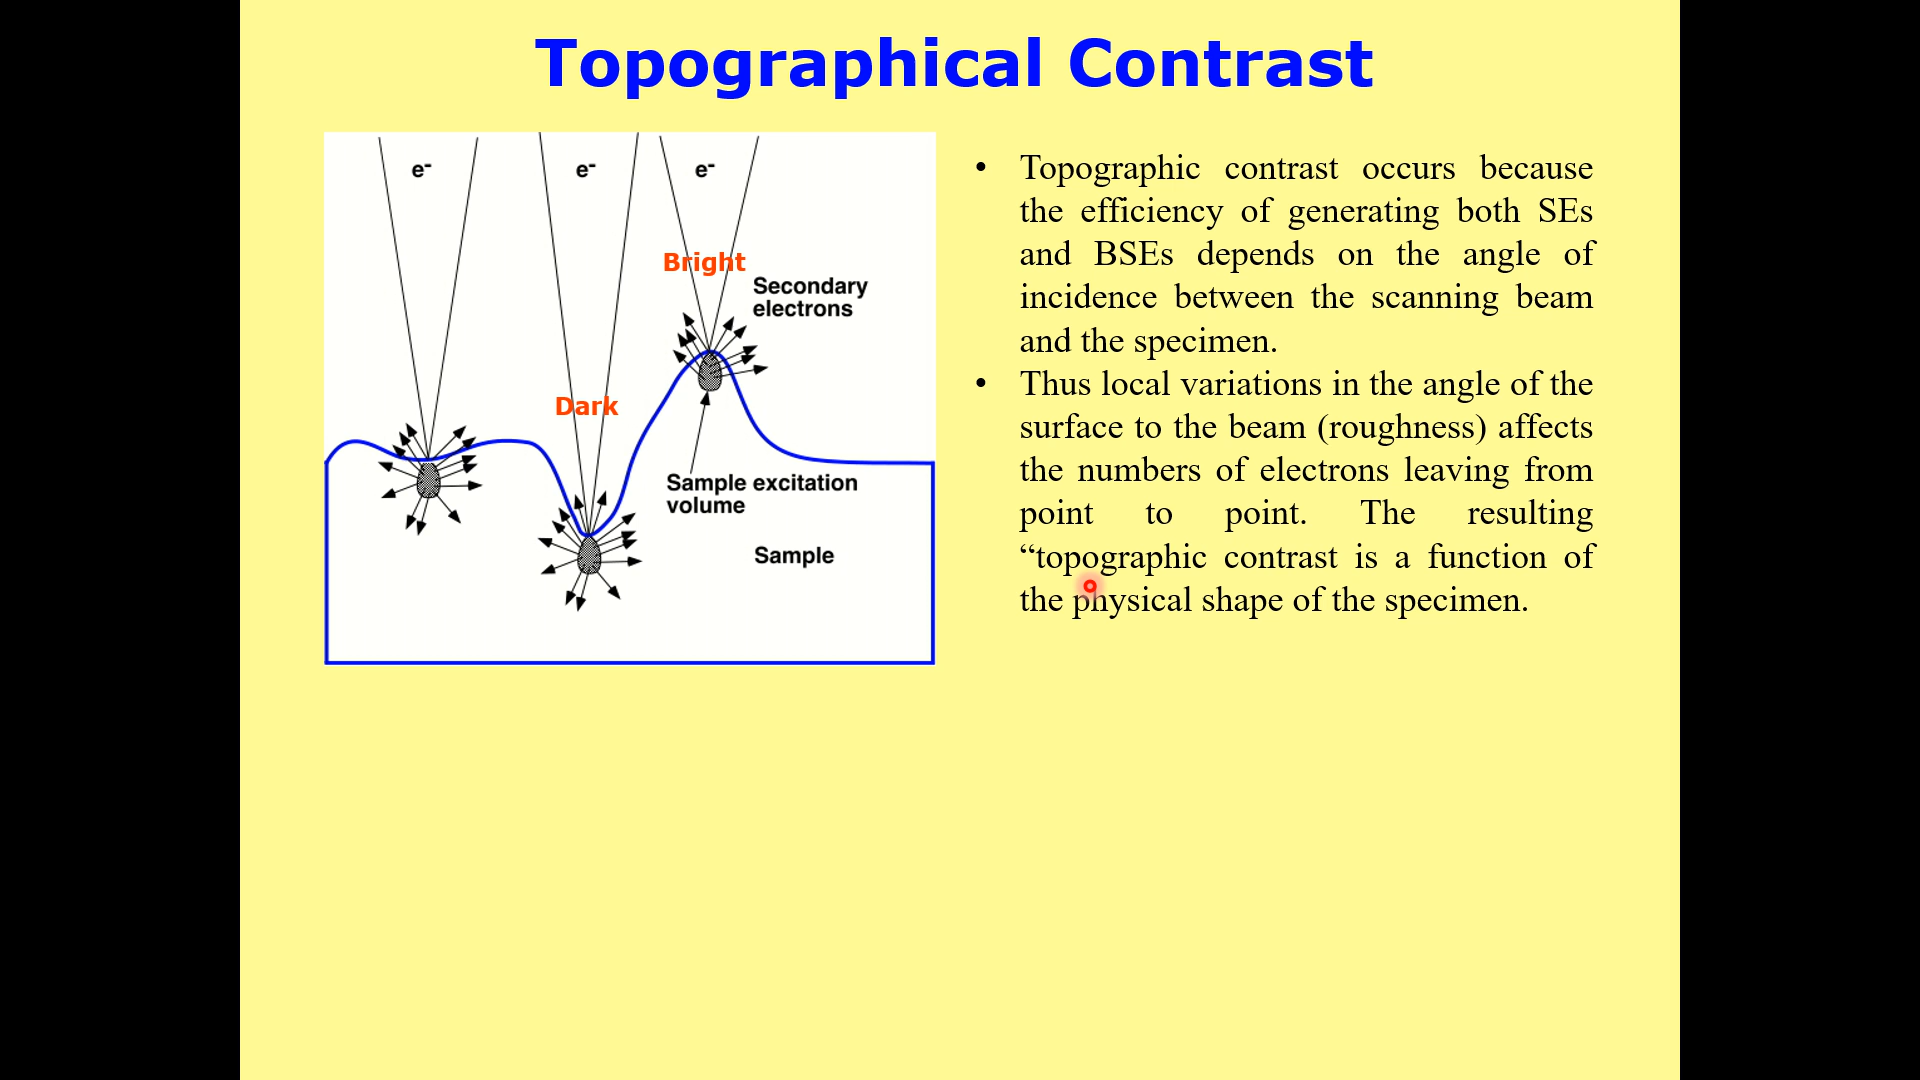 Topographical Contrast
e-
e-
e-
Bright
Secondary
electrons
Dark
Sample excitation
volume
Sample
• Topographic contrast occurs because
the efficiency of generating both SEs
and BSEs depends on the angle of
incidence between the scanning beam
and the specimen.
• Thus local variations in the angle of the
surface to the beam (roughness) affects
the numbers of electrons leaving from
point to point. The resulting
“topographic contrast is a function of
the physical shape of the specimen.